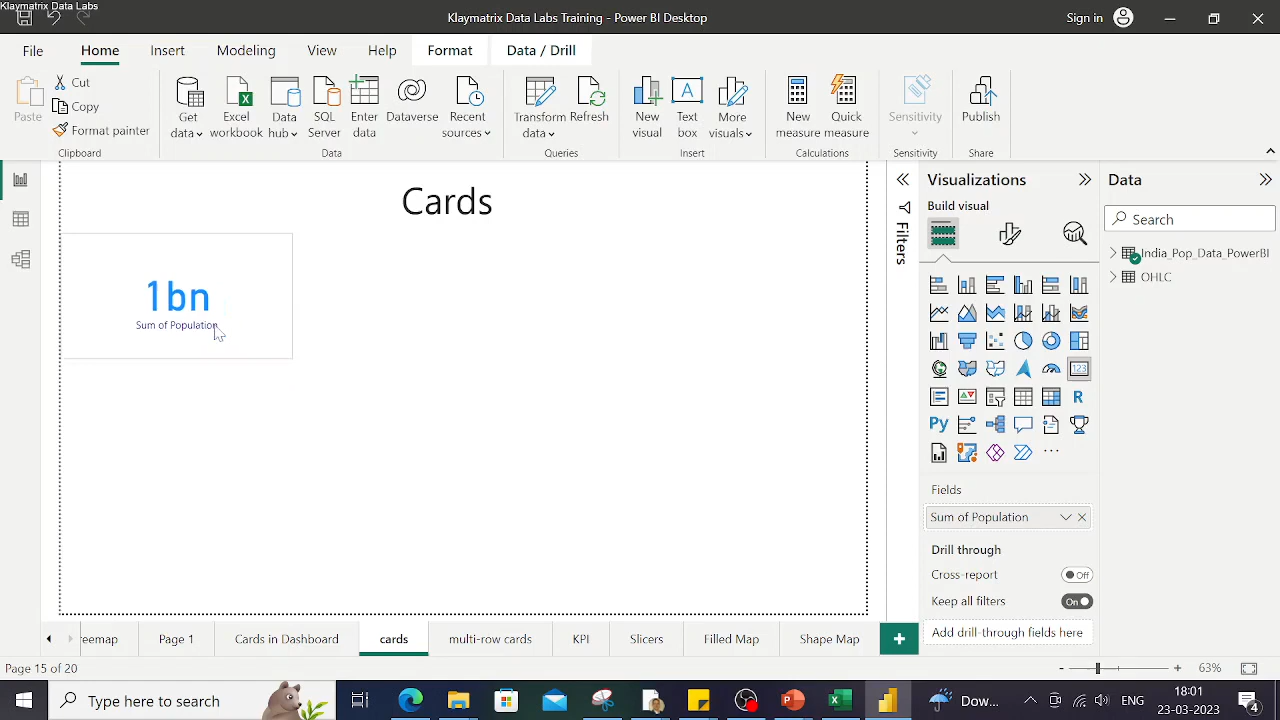 Klaymatrix Data Labs
Klaymatrix Data Labs Training - Power BI Desktop
Sign in
File Home Insert Modeling View Help Format Data / Drill
Paste
Cut
Copy
Format painter
Clipboard
Get data
Excel workbook
Data hub
SQL Server
Enter data
Dataverse
Recent sources
Data
Transform data
Refresh
Queries
New visual
Text box
More visuals
Insert
New measure
Quick measure
Calculations
Sensitivity
Sensitivity
Publish
Share
Cards
1bn
Sum of Population
Filters
Visualizations
Build visual
123
R
Py
Fields
Sum of Population
Drill through
Cross-report
Off
Keep all filters
On
Add drill-through fields here
Data
Search
India_Pop_Data_PowerBI
OHLC
reemap Page 1 Cards in Dashboard cards multi-row cards KPI Slicers Filled Map Shape Map
Page 15 of 20
63%
Type here to search
Dow...
ENG
23-03-2023
4